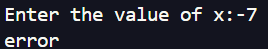 Enter the value of x:-7
error